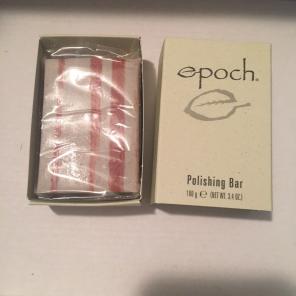 epoch®
Polishing Bar
100 g ℮ (NET WT. 3.4 OZ.)